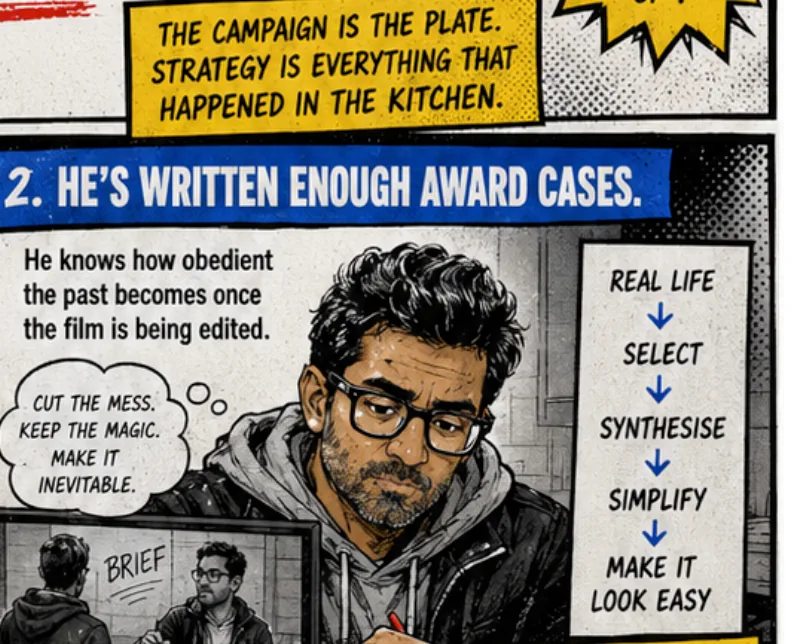 THE CAMPAIGN IS THE PLATE.
STRATEGY IS EVERYTHING THAT
HAPPENED IN THE KITCHEN.
2. HE'S WRITTEN ENOUGH AWARD CASES.
He knows how obedient
the past becomes once
the film is being edited.
CUT THE MESS.
KEEP THE MAGIC.
MAKE IT
INEVITABLE.
BRIEF
REAL LIFE
↓
SELECT
↓
SYNTHESISE
↓
SIMPLIFY
↓
MAKE IT
LOOK EASY